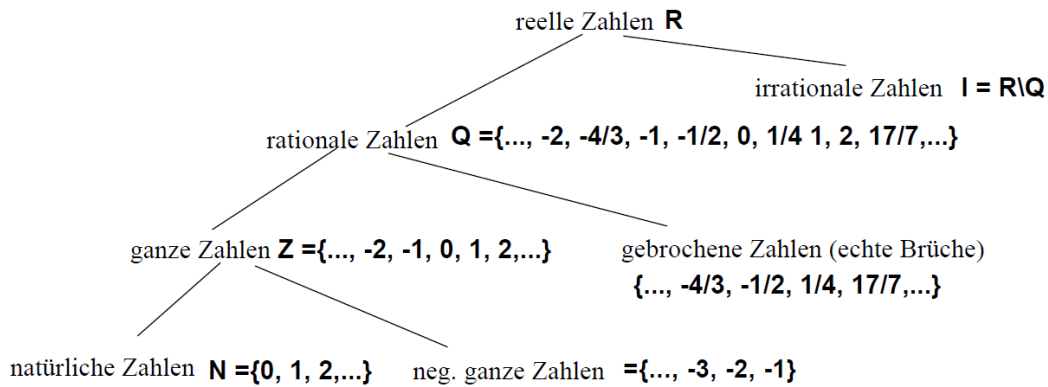 reelle Zahlen R
irrationale Zahlen I = R\Q
rationale Zahlen Q ={..., -2, -4/3, -1, -1/2, 0, 1/4 1, 2, 17/7,...}
ganze Zahlen Z ={..., -2, -1, 0, 1, 2,...}
gebrochene Zahlen (echte Brüche)
{..., -4/3, -1/2, 1/4, 17/7,...}
natürliche Zahlen N ={0, 1, 2,...}
neg. ganze Zahlen ={..., -3, -2, -1}